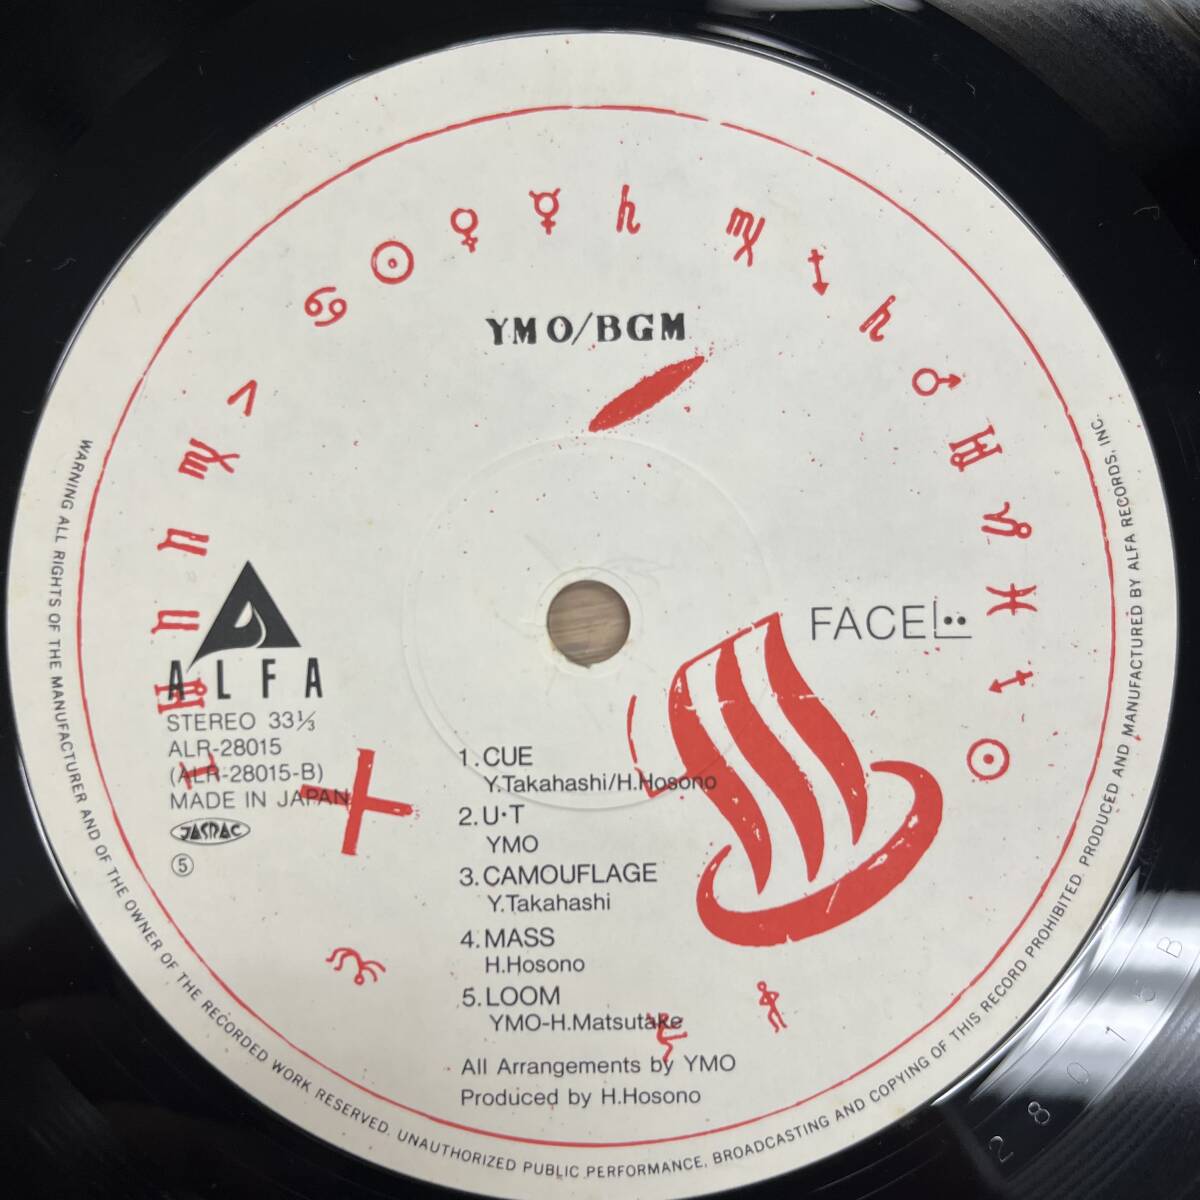 YMO/BGM
FACE
ALFA
STEREO 33⅓
ALR-28015
(ALR-28015-B)
MADE IN JAPAN
JASRAC
⑤
1. CUE
Y.Takahashi/H.Hosono
2. U·T
YMO
3. CAMOUFLAGE
Y.Takahashi
4. MASS
H.Hosono
5. LOOM
YMO-H.Matsutake
All Arrangements by YMO
Produced by H.Hosono
WARNING ALL RIGHTS OF THE MANUFACTURER AND OF THE OWNER OF THE RECORDED WORK RESERVED. UNAUTHORIZED PUBLIC PERFORMANCE, BROADCASTING AND COPYING OF THIS RECORD PROHIBITED. PRODUCED AND MANUFACTURED BY ALFA RECORDS, INC.
28015B